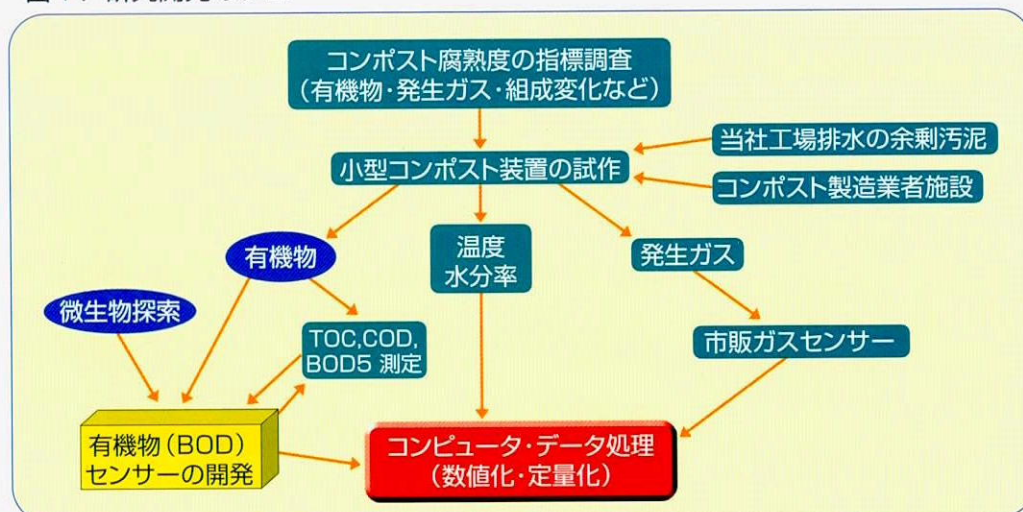 コンポスト腐熟度の指標調査
（有機物・発生ガス・組成変化など）
当社工場排水の余剰汚泥
小型コンポスト装置の試作
コンポスト製造業者施設
有機物
温度
水分率
発生ガス
微生物探索
TOC,COD,
BOD5 測定
市販ガスセンサー
有機物（BOD）
センサーの開発
コンピュータ・データ処理
（数値化・定量化）